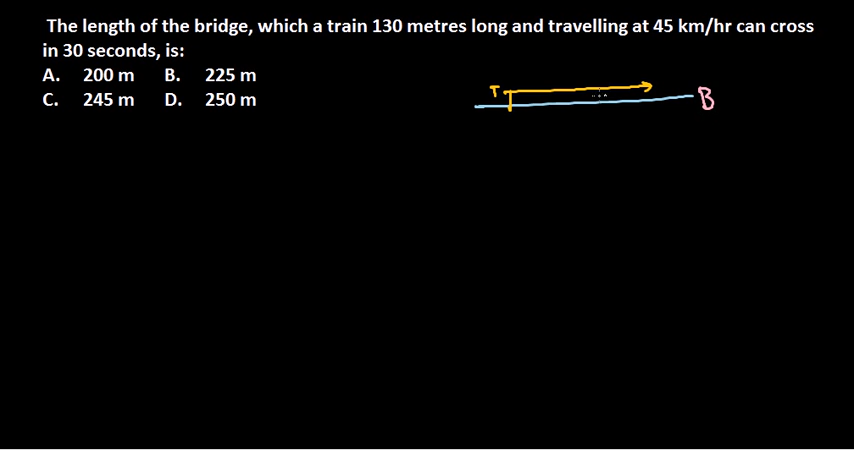 The length of the bridge, which a train 130 metres long and travelling at 45 km/hr can cross
in 30 seconds, is:
A. 200 m B. 225 m
C. 245 m D. 250 m
T
B